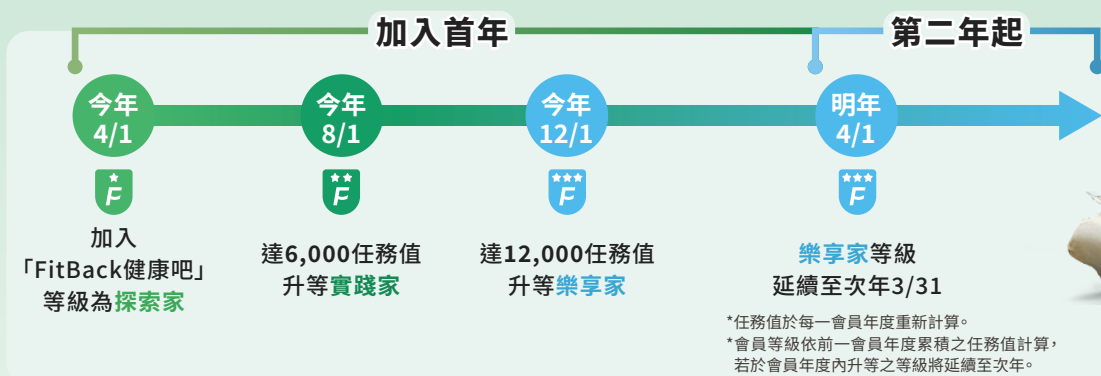 加入首年
第二年起
今年
4/1
今年
8/1
今年
12/1
明年
4/1
F
F
F
F
加入
「FitBack健康吧」
等級為探索家
達6,000任務值
升等實踐家
達12,000任務值
升等樂享家
樂享家等級
延續至次年3/31
*任務值於每一會員年度重新計算。
*會員等級依前一會員年度累積之任務值計算，
若於會員年度內升等之等級將延續至次年。